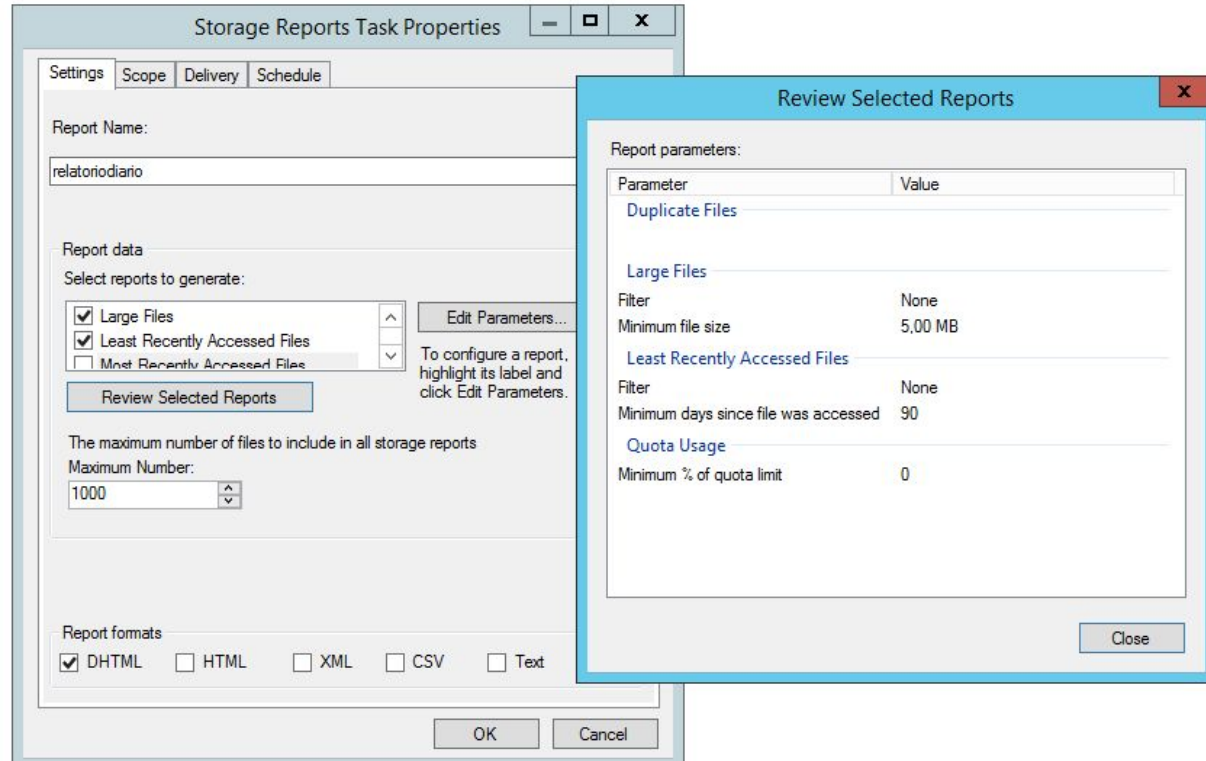 Storage Reports Task Properties
Settings Scope Delivery Schedule
Report Name:
relatoriodiario
Report data
Select reports to generate:
Large Files
Least Recently Accessed Files
Most Recently Accessed Files
Edit Parameters...
To configure a report,
highlight its label and
click Edit Parameters.
Review Selected Reports
The maximum number of files to include in all storage reports
Maximum Number:
1000
Report formats
DHTML HTML XML CSV Text
OK Cancel
Review Selected Reports
x
Report parameters:
Parameter Value
Duplicate Files
Large Files
Filter None
Minimum file size 5,00 MB
Least Recently Accessed Files
Filter None
Minimum days since file was accessed 90
Quota Usage
Minimum % of quota limit 0
Close